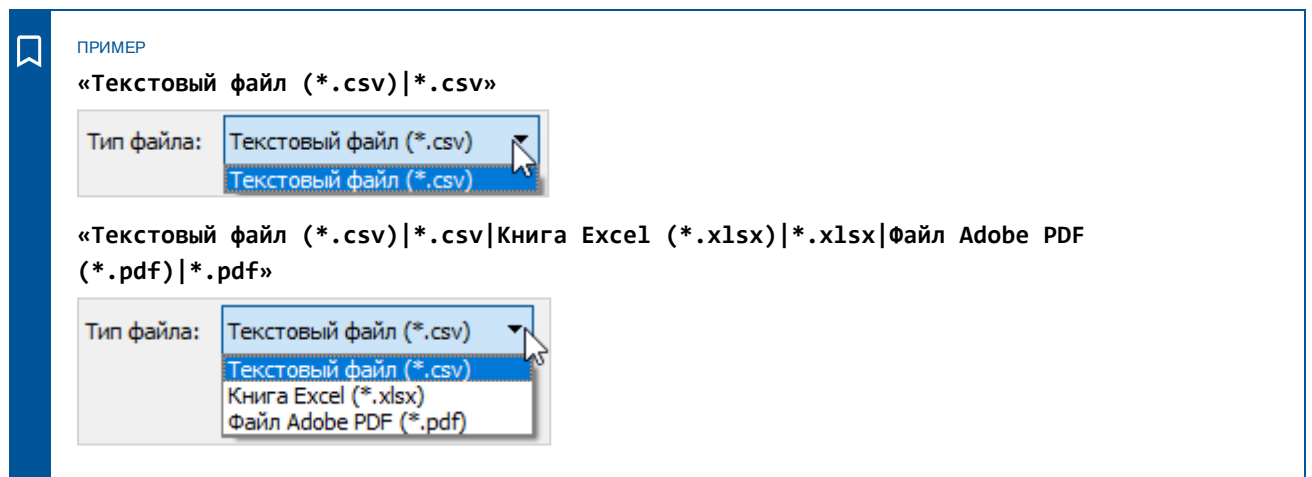 ПРИМЕР
«Текстовый файл (*.csv)|*.csv»
Тип файла: Текстовый файл (*.csv)
Текстовый файл (*.csv)
«Текстовый файл (*.csv)|*.csv|Книга Excel (*.xlsx)|*.xlsx|Файл Adobe PDF
(*.pdf)|*.pdf»
Тип файла: Текстовый файл (*.csv)
Текстовый файл (*.csv)
Книга Excel (*.xlsx)
Файл Adobe PDF (*.pdf)